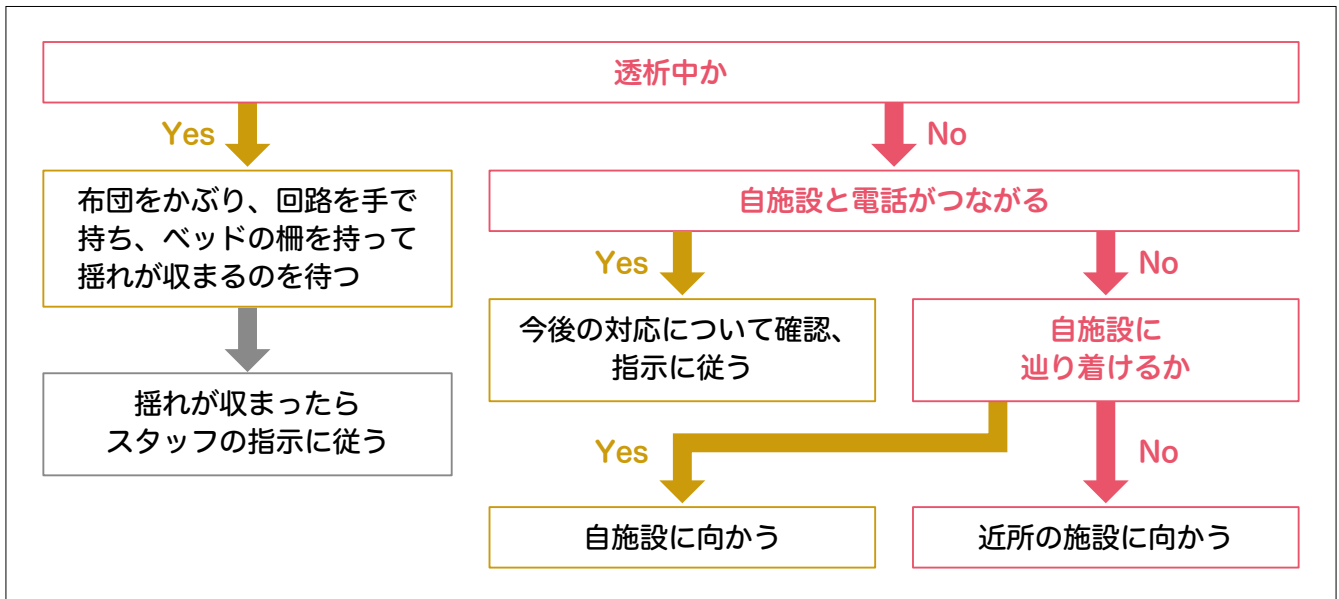 透析中か
Yes
No
布団をかぶり、回路を手で
持ち、ベッドの柵を持って
揺れが収まるのを待つ
自施設と電話がつながる
Yes
No
揺れが収まったら
スタッフの指示に従う
今後の対応について確認、
指示に従う
自施設に
辿り着けるか
Yes
No
自施設に向かう
近所の施設に向かう